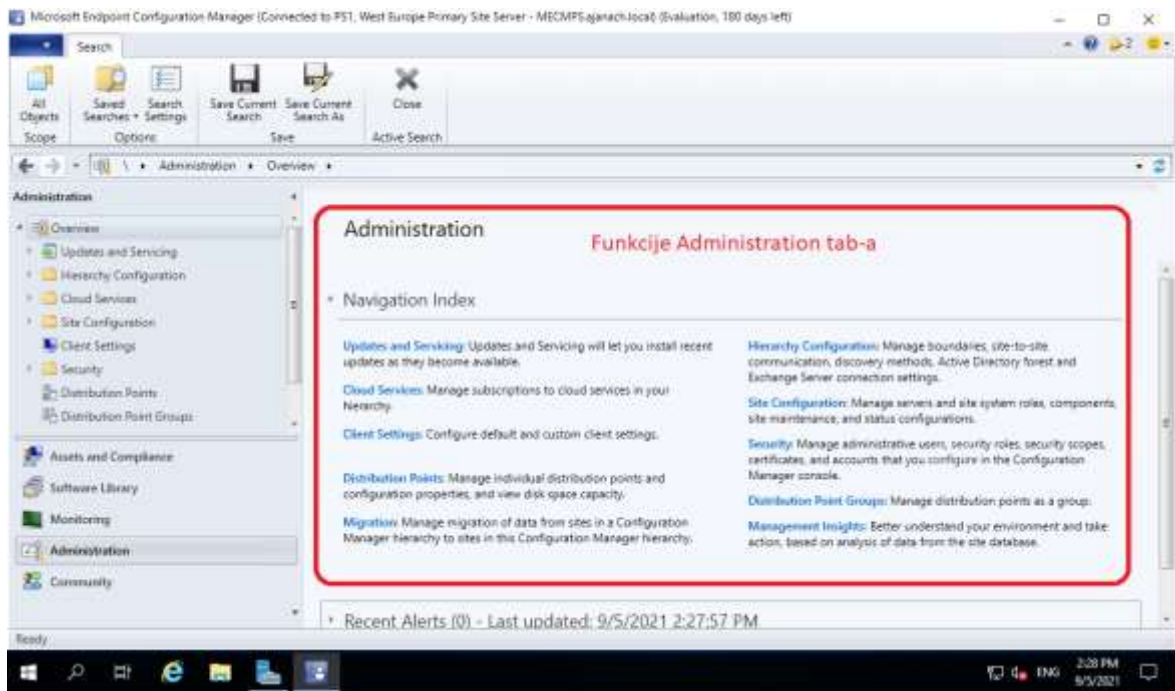 Microsoft Endpoint Configuration Manager (Connected to PS1, West Europe Primary Site Server - MECMPS.ajanach.local) (Evaluation, 180 days left)
Search
2
All Objects
Saved Searches
Search Settings
Save Current Search
Save Current Search As
Close
Scope
Options
Save
Active Search
\ Administration Overview
Administration
Overview
Updates and Servicing
Hierarchy Configuration
Cloud Services
Site Configuration
Client Settings
Security
Distribution Points
Distribution Point Groups
Assets and Compliance
Software Library
Monitoring
Administration
Community
Administration
Funkcije Administration tab-a
Navigation Index
Updates and Servicing: Updates and Servicing will let you install recent
updates as they become available.
Cloud Services: Manage subscriptions to cloud services in your
hierarchy.
Client Settings: Configure default and custom client settings.
Distribution Points: Manage individual distribution points and
configuration properties, and view disk space capacity.
Migration: Manage migration of data from sites in a Configuration
Manager hierarchy to sites in this Configuration Manager hierarchy.
Hierarchy Configuration: Manage boundaries, site-to-site
communication, discovery methods, Active Directory forest and
Exchange Server connection settings.
Site Configuration: Manage servers and site system roles, components,
site maintenance, and status configurations.
Security: Manage administrative users, security roles, security scopes,
certificates, and accounts that you configure in the Configuration
Manager console.
Distribution Point Groups: Manage distribution points as a group.
Management Insights: Better understand your environment and take
action, based on analysis of data from the site database.
Recent Alerts (0) - Last updated: 9/5/2021 2:27:57 PM
Ready
ENG
2:28 PM
9/5/2021